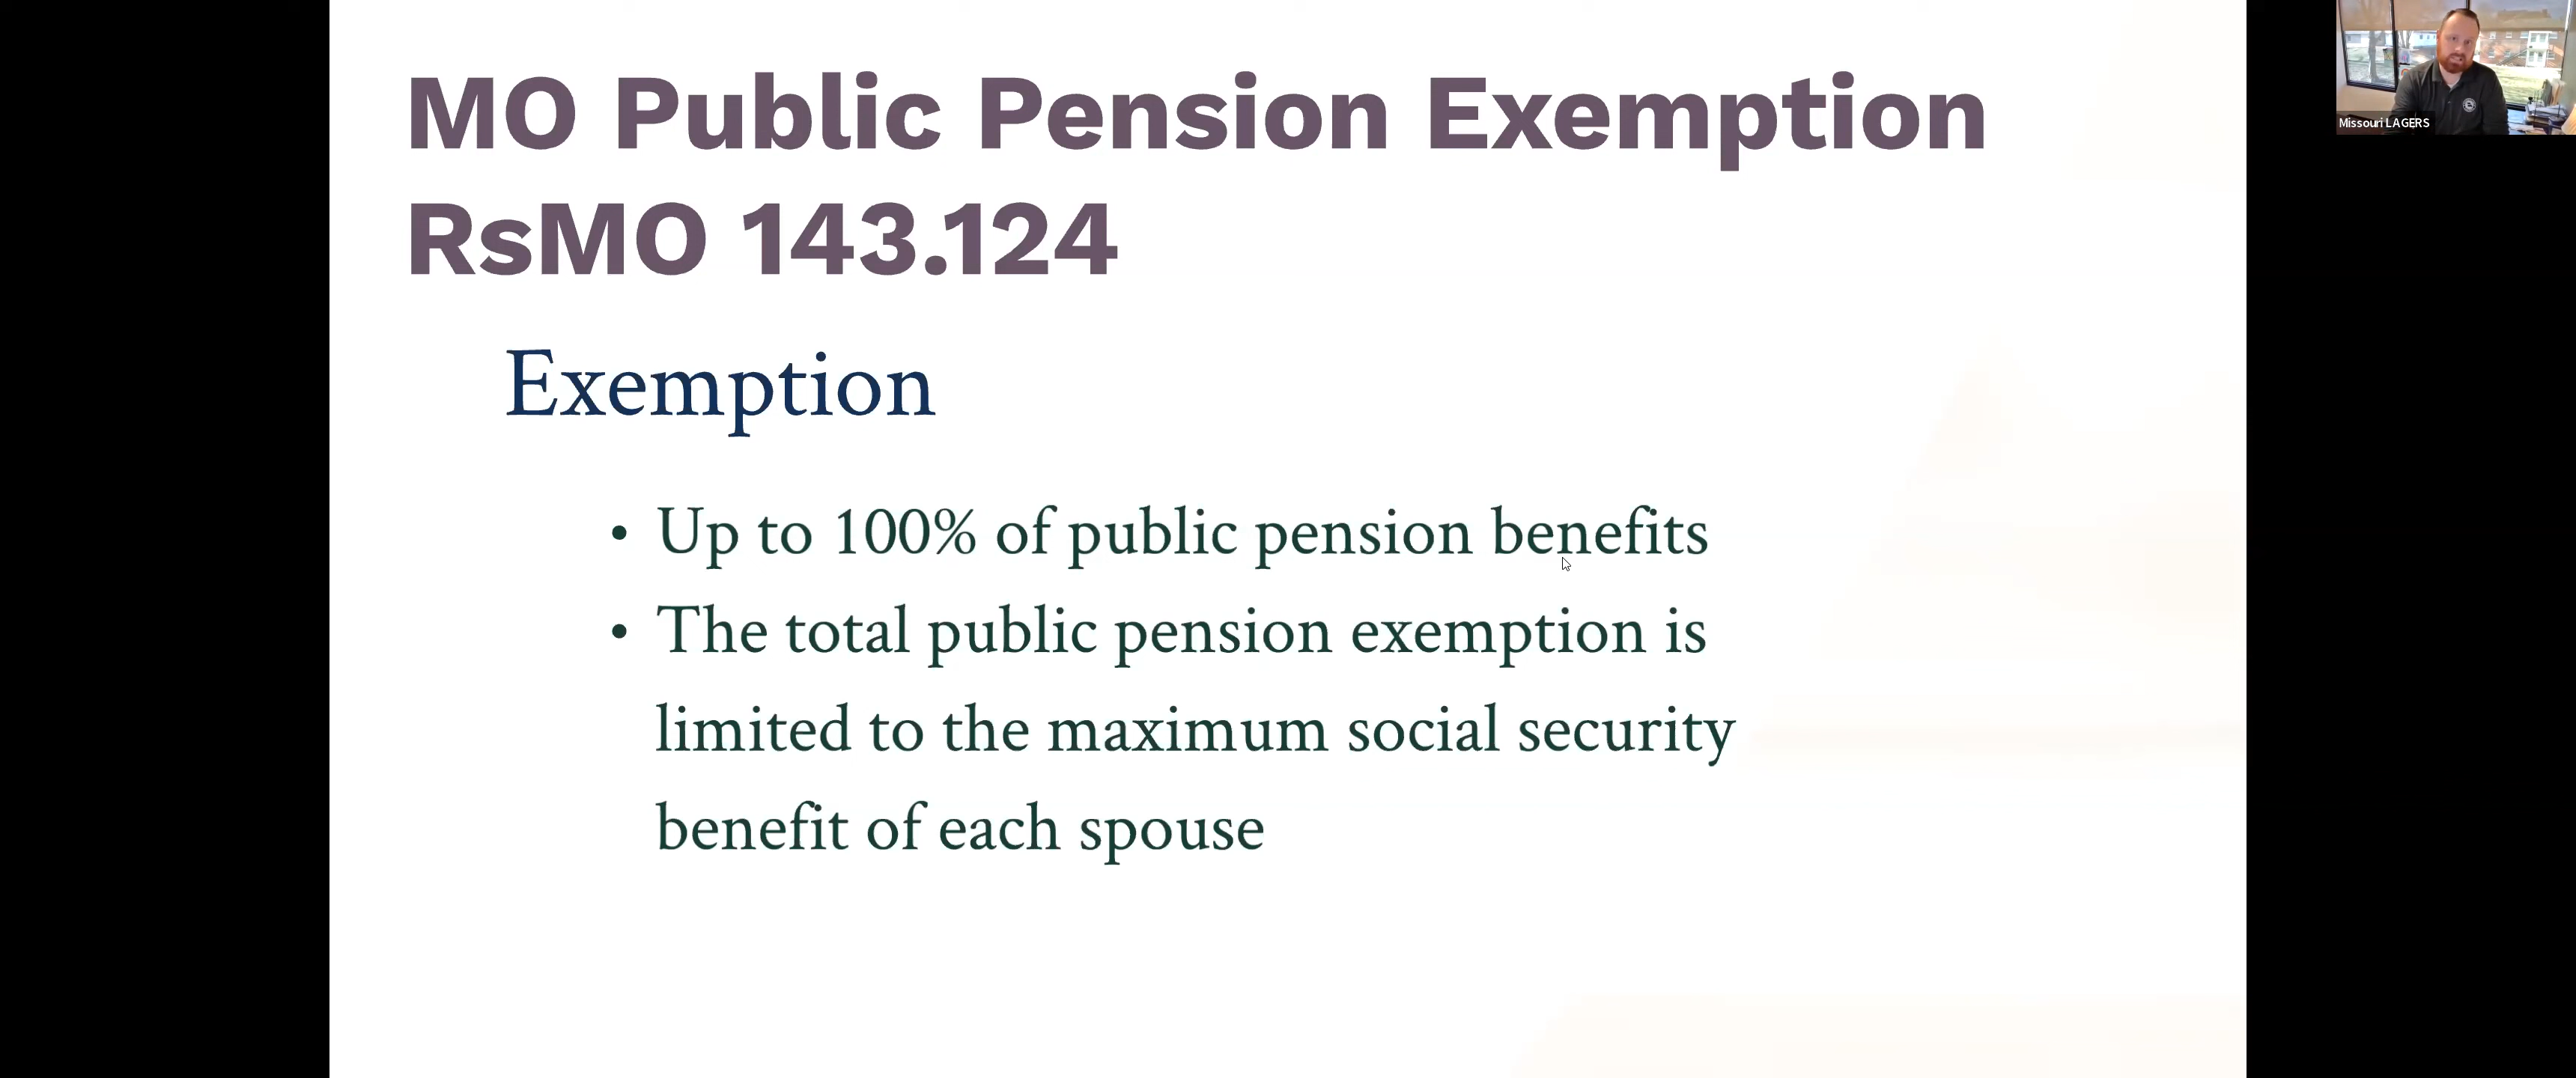 MO Public Pension Exemption
RsMO 143.124
Exemption
• Up to 100% of public pension benefits
• The total public pension exemption is
limited to the maximum social security
benefit of each spouse
Missouri LAGERS